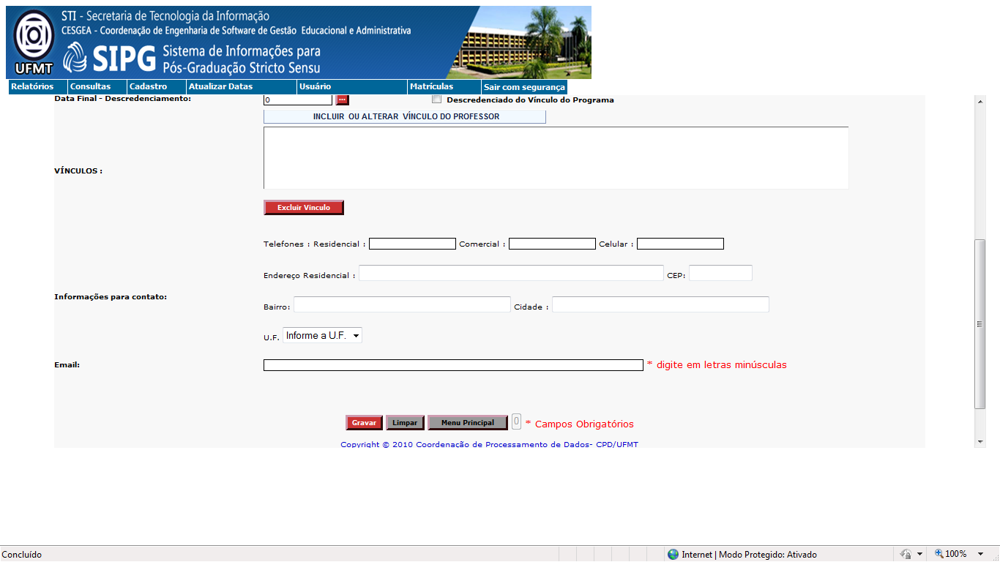 STI - Secretaria de Tecnologia da Informação
CESGEA - Coordenação de Engenharia de Software de Gestão Educacional e Administrativa
UFMT
SIPG Sistema de Informações para
Pós-Graduação Stricto Sensu
Relatórios Consultas Cadastro Atualizar Datas Usuário Matrículas Sair com segurança
Data Final - Descredenciamento: 0 ... Descredenciado do Vínculo do Programa
INCLUIR OU ALTERAR VÍNCULO DO PROFESSOR
VÍNCULOS :
Excluir Vinculo
Telefones : Residencial : Comercial : Celular :
Endereço Residencial : CEP:
Informações para contato:
Bairro: Cidade :
U.F. Informe a U.F.
Email: * digite em letras minúsculas
Gravar Limpar Menu Principal 0 * Campos Obrigatórios
Copyright © 2010 Coordenação de Processamento de Dados- CPD/UFMT
Concluído Internet | Modo Protegido: Ativado 100%